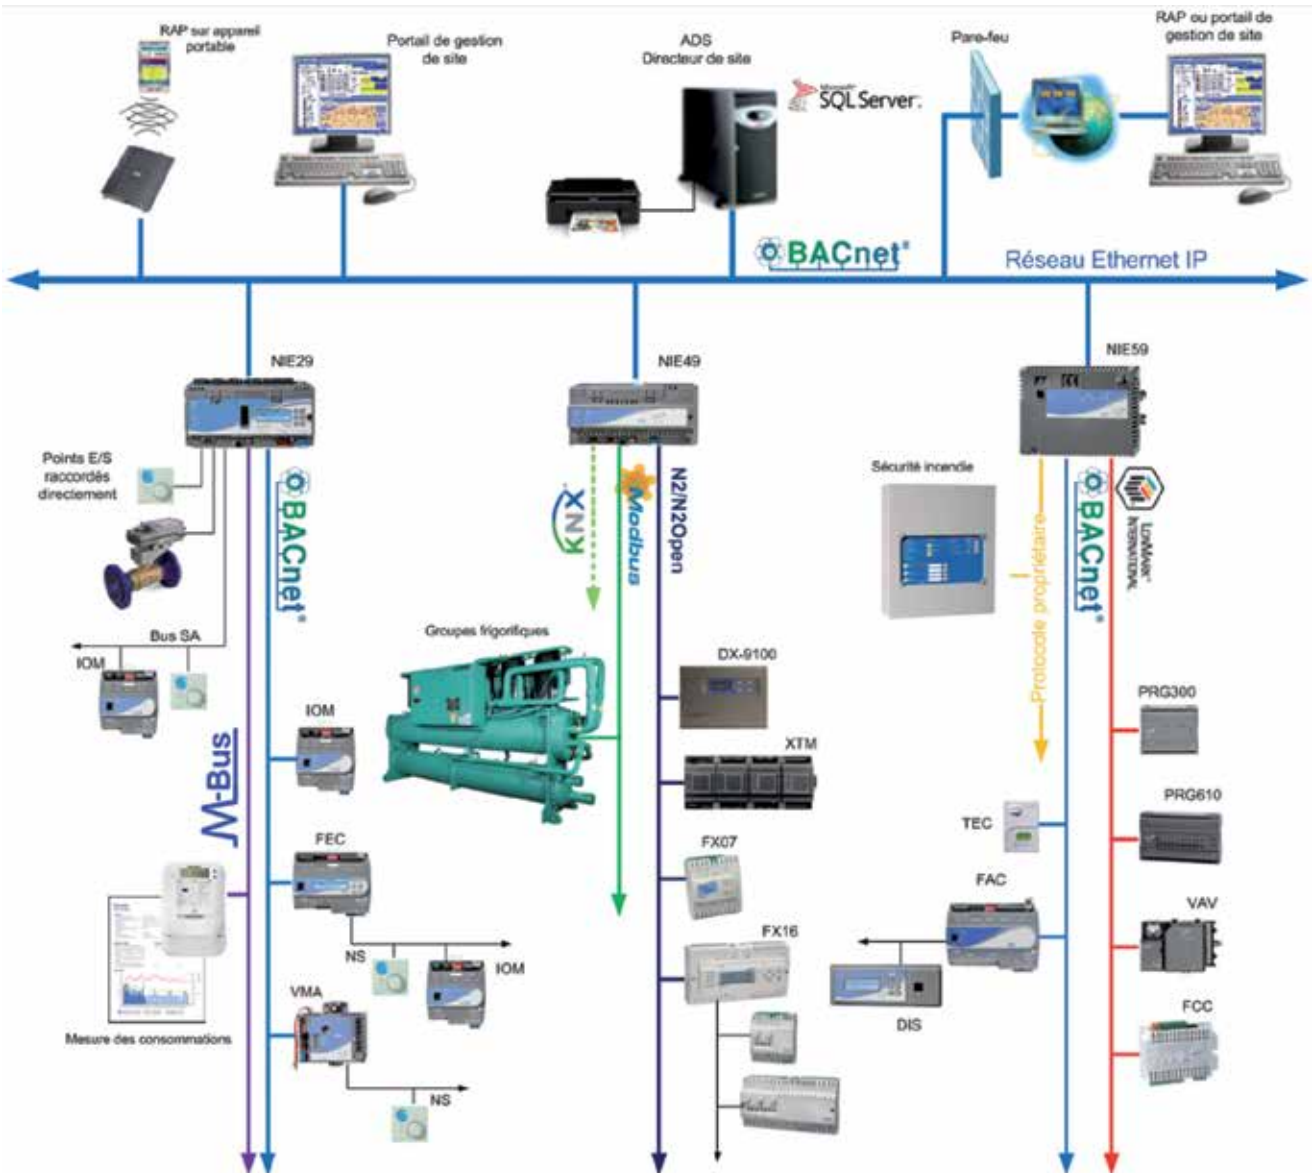 RAP sur appareil
portable
Portail de gestion
de site
ADS
Directeur de site
Microsoft
SQL Server
Pare-feu
RAP ou portail de
gestion de site
BACnet®
Réseau Ethernet IP
NIE29
NIE49
NIE59
Points E/S
raccordés
directement
BACnet®
KNX®
Modbus
N2/N2Open
Sécurité incendie
Protocole propriétaire
BACnet®
LONMARK®
INTERNATIONAL
Bus SA
IOM
M-Bus
IOM
FEC
NS
IOM
VMA
NS
Mesure des consommations
Groupes frigorifiques
DX-9100
XTM
FX07
FX16
TEC
FAC
DIS
PRG300
PRG610
VAV
FCC